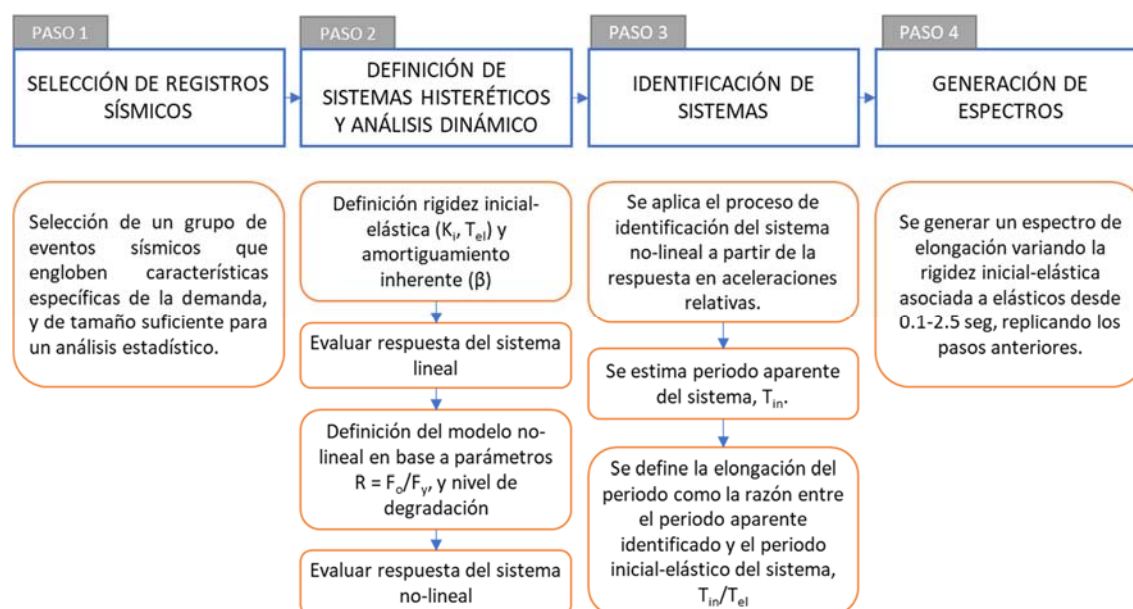 PASO 1
SELECCIÓN DE REGISTROS
SÍSMICOS
Selección de un grupo de
eventos sísmicos que
engloben características
específicas de la demanda,
y de tamaño suficiente para
un análisis estadístico.
PASO 2
DEFINICIÓN DE
SISTEMAS HISTERÉTICOS
Y ANÁLISIS DINÁMICO
Definición rigidez inicial-
elástica (Ki, Tel) y
amortiguamiento
inherente (β)
Evaluar respuesta del sistema
lineal
Definición del modelo no-
lineal en base a parámetros
R = Fo/Fy, y nivel de
degradación
Evaluar respuesta del sistema
no-lineal
PASO 3
IDENTIFICACIÓN DE
SISTEMAS
Se aplica el proceso de
identificación del sistema
no-lineal a partir de la
respuesta en aceleraciones
relativas.
Se estima periodo aparente
del sistema, Tin.
Se define la elongación del
periodo como la razón entre
el periodo aparente
identificado y el periodo
inicial-elástico del sistema,
Tin/Tel
PASO 4
GENERACIÓN DE
ESPECTROS
Se generar un espectro de
elongación variando la
rigidez inicial-elástica
asociada a elásticos desde
0.1-2.5 seg, replicando los
pasos anteriores.